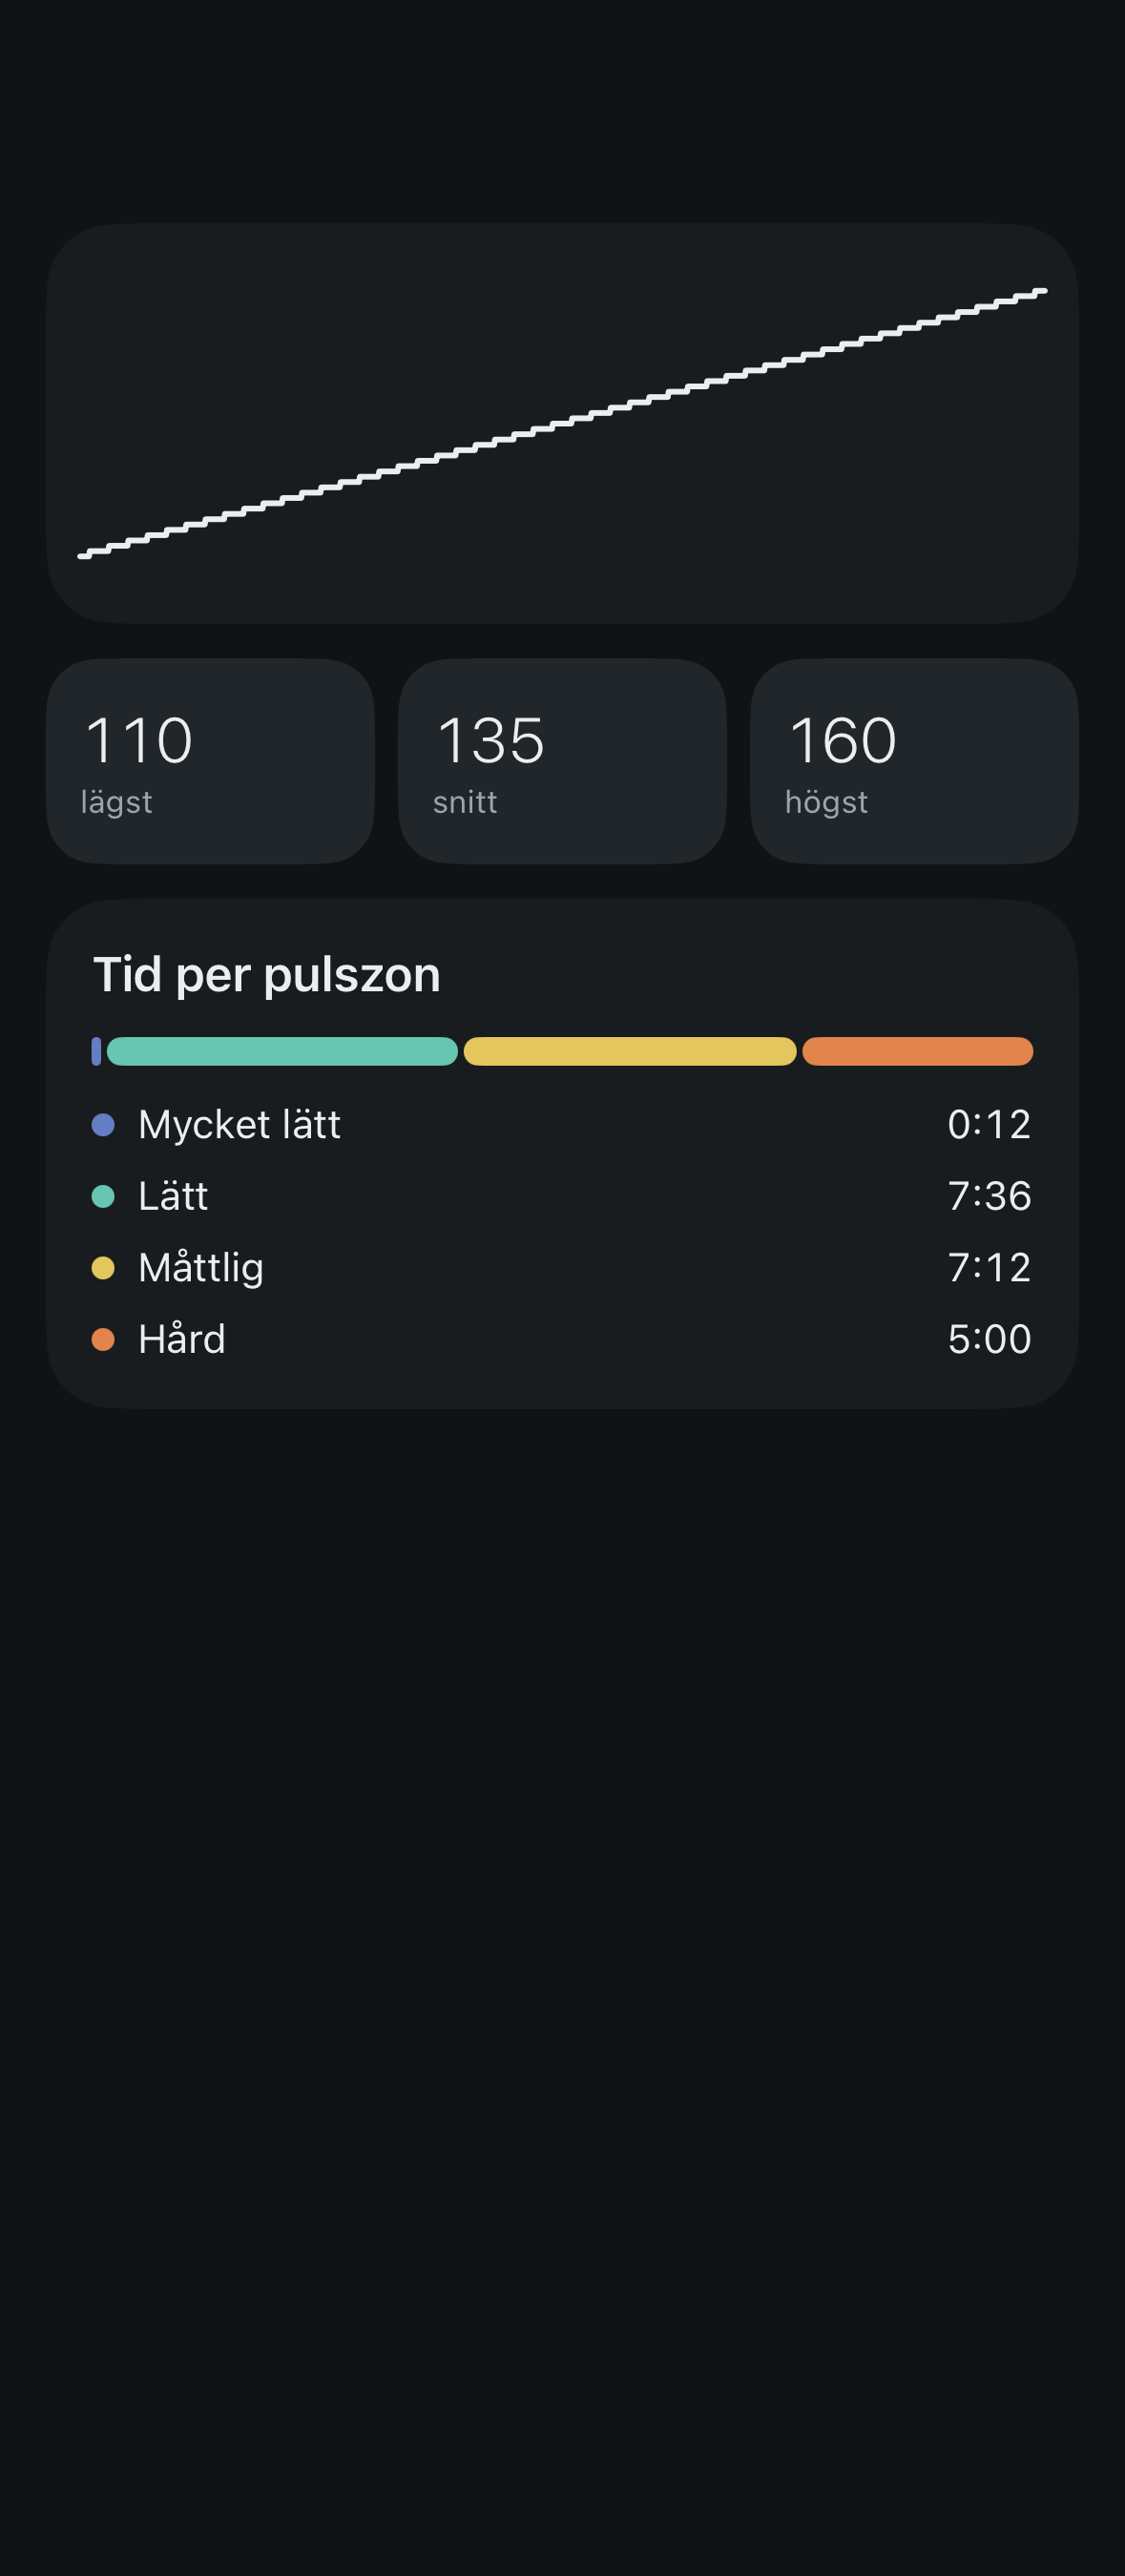 110 135 160
lägst snitt högst
Tid per pulszon
Mycket lätt 0:12
Lätt 7:36
Måttlig 7:12
Hård 5:00